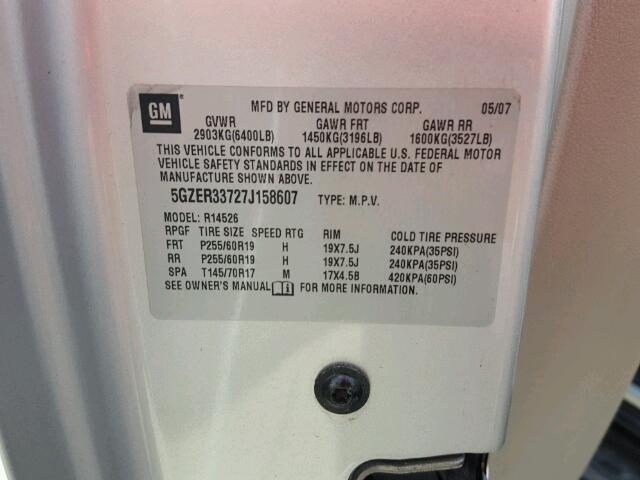 GM
MFD BY GENERAL MOTORS CORP. 05/07
GVWR GAWR FRT GAWR RR
2903KG(6400LB) 1450KG(3196LB) 1600KG(3527LB)
THIS VEHICLE CONFORMS TO ALL APPLICABLE U.S. FEDERAL MOTOR
VEHICLE SAFETY STANDARDS IN EFFECT ON THE DATE OF
MANUFACTURE SHOWN ABOVE.
5GZER33727J158607 TYPE: M.P.V.
MODEL: R14526
RPGF TIRE SIZE SPEED RTG RIM COLD TIRE PRESSURE
FRT P255/60R19 H 19X7.5J 240KPA(35PSI)
RR P255/60R19 H 19X7.5J 240KPA(35PSI)
SPA T145/70R17 M 17X4.5B 420KPA(60PSI)
SEE OWNER'S MANUAL i FOR MORE INFORMATION.